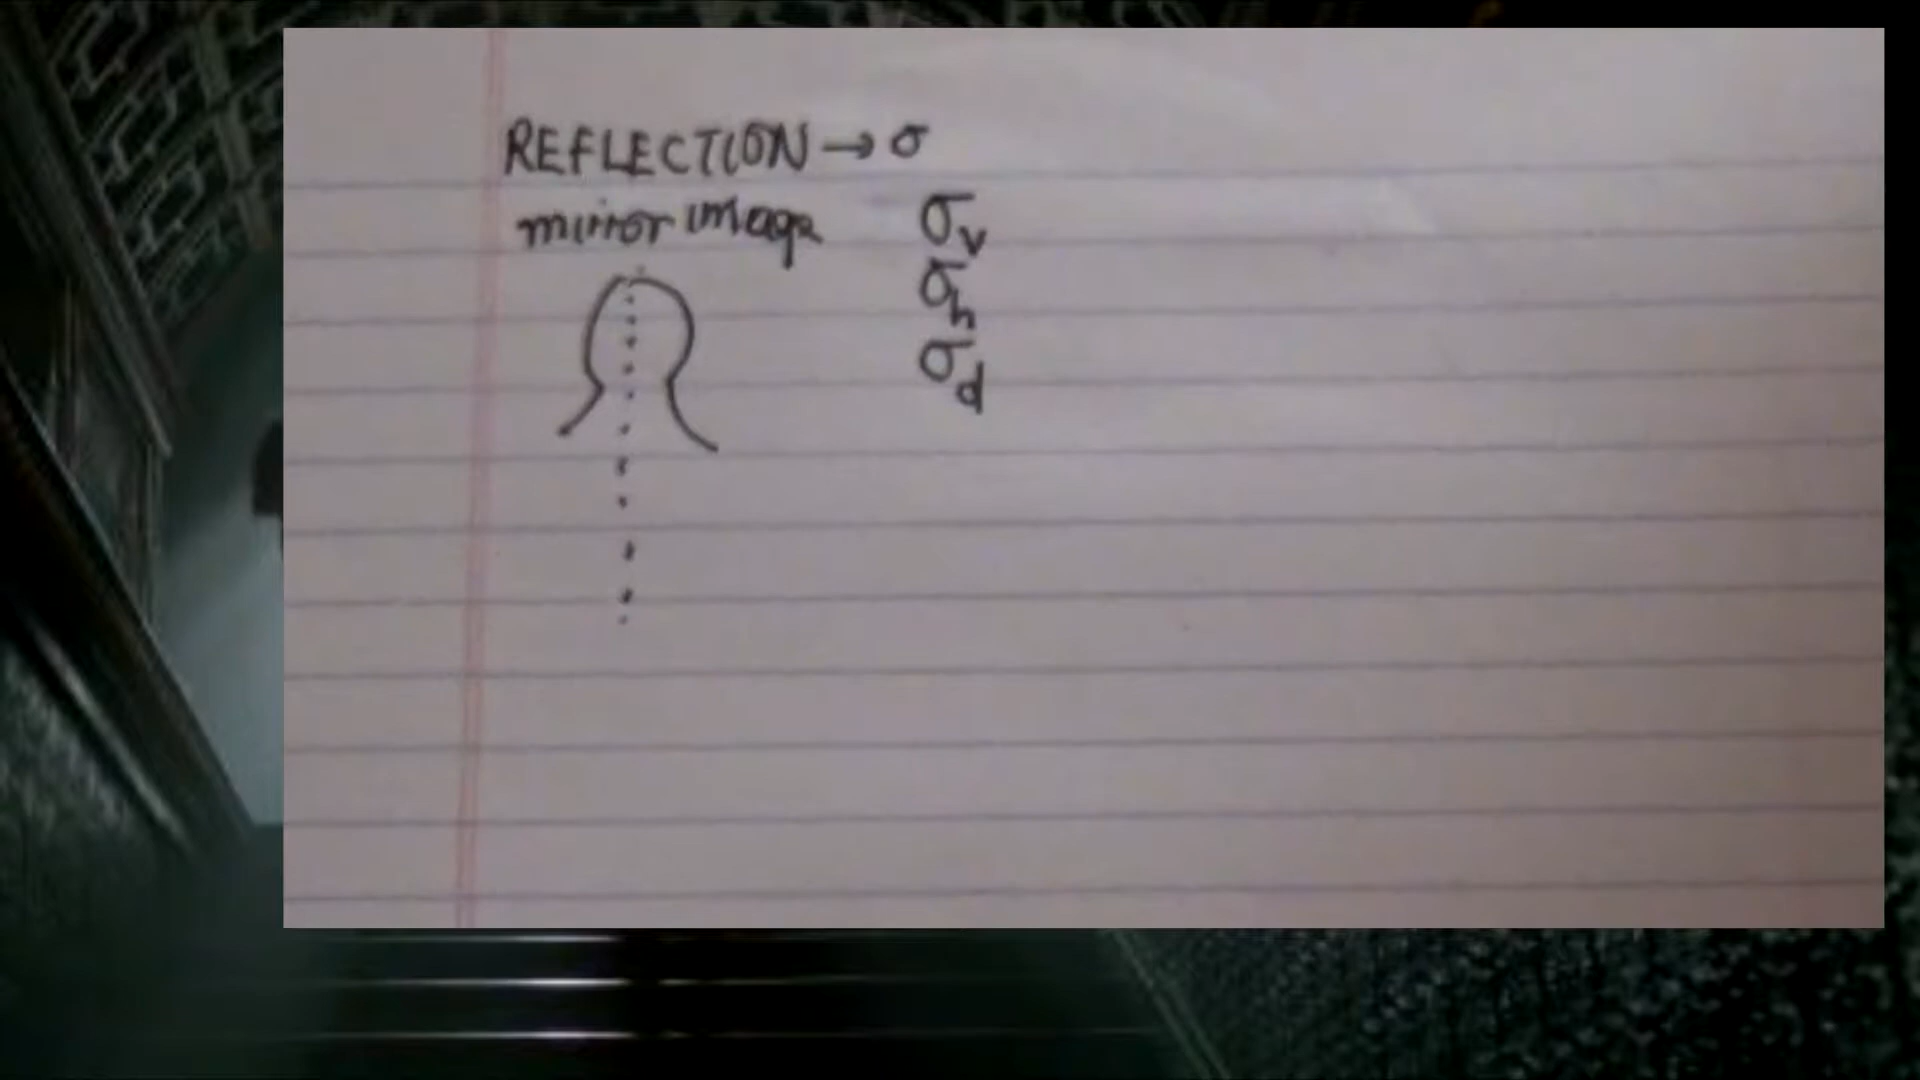 REFLECTION → σ
mirror image
σv
σh
σd